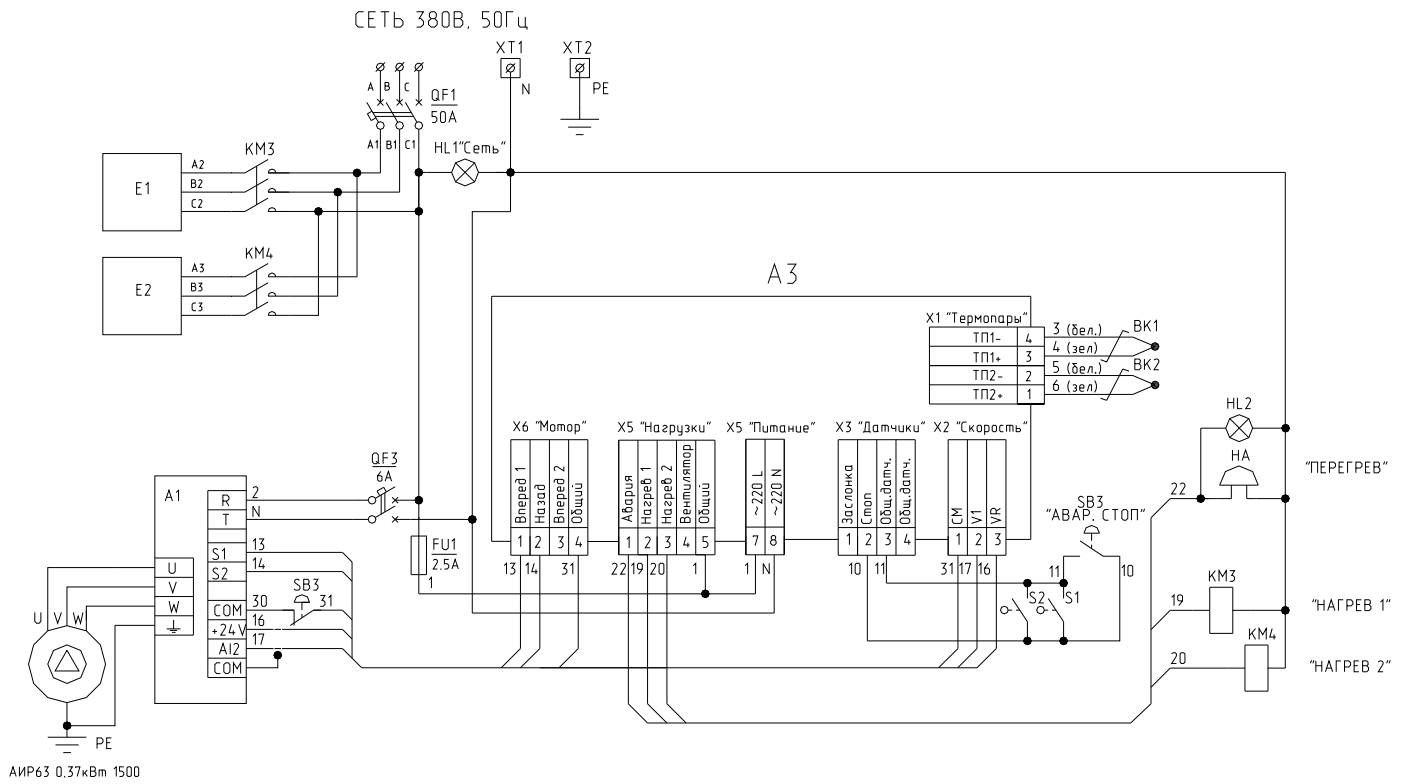 СЕТЬ 380В, 50Гц
XT1
XT2
N
PE
A
B
C
QF1
50A
A1
B1
C1
HL1"Сеть"
KM3
E1
A2
B2
C2
KM4
E2
A3
B3
C3
A3
X1 "Термопары"
ТП1- 4 3 (бел.)
ТП1+ 3 4 (зел)
ТП2- 2 5 (бел.)
ТП2+ 1 6 (зел)
BK1
BK2
X6 "Мотор"
Вперед 1
Назад
Вперед 2
Общий
1 2 3 4
13 14 31
X5 "Нагрузки"
Авария
Нагрев 1
Нагрев 2
Вентилятор
Общий
1 2 3 4 5
22 19 20 1
X5 "Питание"
~220 L
~220 N
7 8
1 N
X3 "Датчики"
Заслонка
Стоп
Общ.датч.
Общ.датч.
1 2 3 4
10 11
X2 "Скорость"
CM
V1
VR
1 2 3
31 17 16
HL2
HA
22
"ПЕРЕГРЕВ"
SB3
"АВАР. СТОП"
11
10
S2
S1
KM3
19
"НАГРЕВ 1"
KM4
20
"НАГРЕВ 2"
QF3
6A
FU1
2.5A
1
A1
R 2
T N
S1 13
S2 14
COM 30
SB3
31
+24V 16
AI2 17
COM
U
V
W
U V W
PE
АИР63 0,37кВт 1500